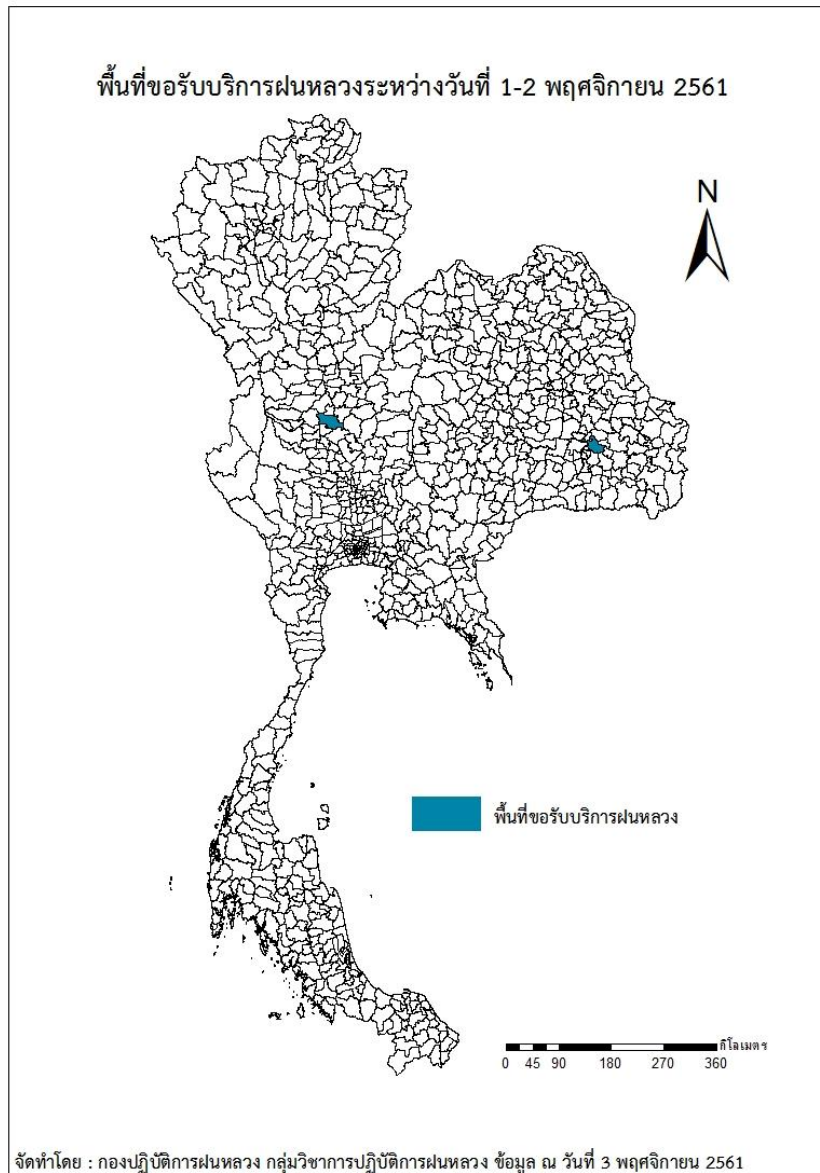 พื้นที่ขอรับบริการฝนหลวงระหว่างวันที่ 1-2 พฤศจิกายน 2561
N
พื้นที่ขอรับบริการฝนหลวง
กิโลเมตร
0 45 90 180 270 360
จัดทำโดย : กองปฏิบัติการฝนหลวง กลุ่มวิชาการปฏิบัติการฝนหลวง ข้อมูล ณ วันที่ 3 พฤศจิกายน 2561